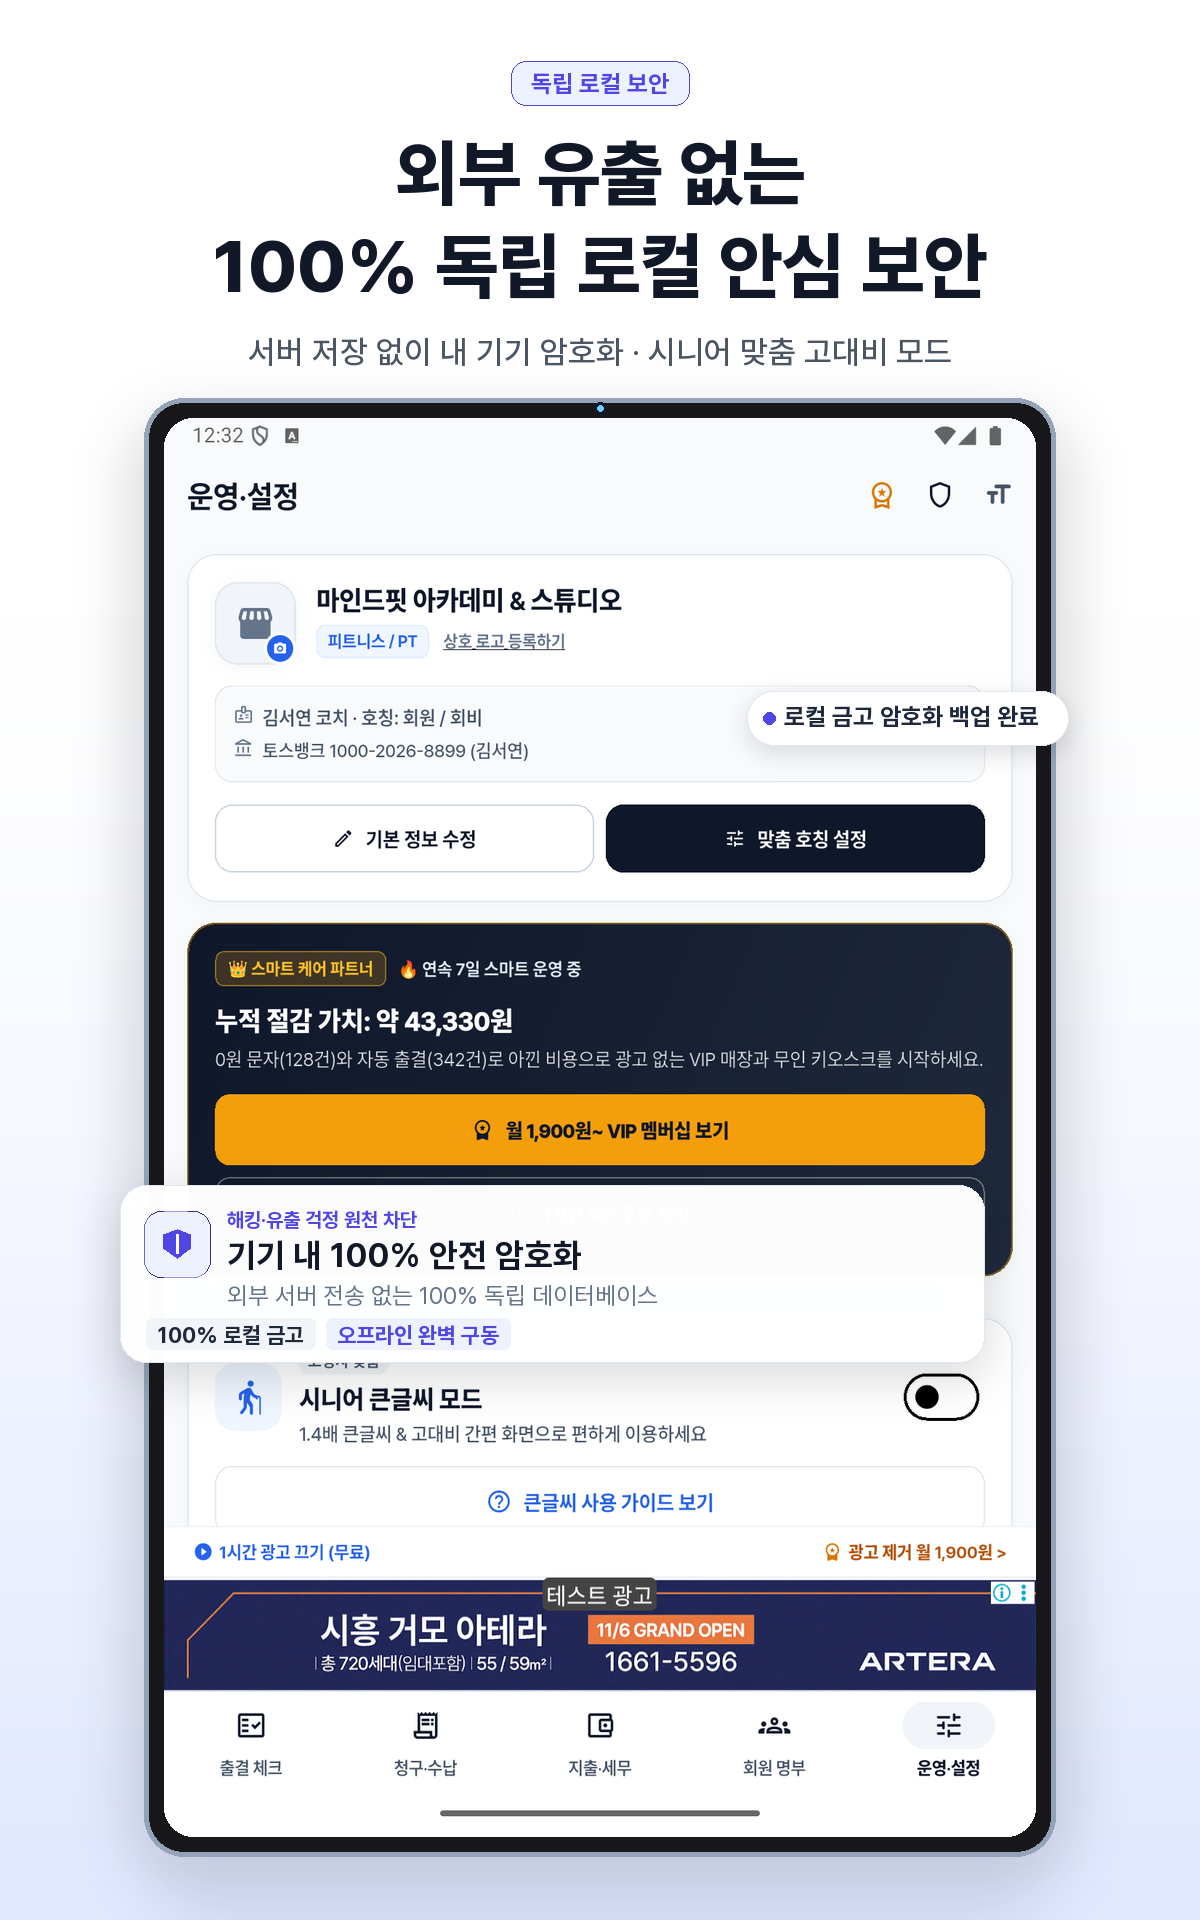 독립 로컬 보안
외부 유출 없는
100% 독립 로컬 안심 보안
서버 저장 없이 내 기기 암호화 · 시니어 맞춤 고대비 모드
12:32
운영·설정
마인드핏 아카데미 & 스튜디오
피트니스 / PT 상호 로고 등록하기
김서연 코치 · 호칭: 회원 / 회비
로컬 금고 암호화 백업 완료
토스뱅크 1000-2026-8899 (김서연)
기본 정보 수정 맞춤 호칭 설정
스마트 케어 파트너 연속 7일 스마트 운영 중
누적 절감 가치: 약 43,330원
0원 문자(128건)와 자동 출결(342건)로 아낀 비용으로 광고 없는 VIP 매장과 무인 키오스크를 시작하세요.
월 1,900원~ VIP 멤버십 보기
해킹·유출 걱정 원천 차단
기기 내 100% 안전 암호화
외부 서버 전송 없는 100% 독립 데이터베이스
100% 로컬 금고 오프라인 완벽 구동
시니어 큰글씨 모드
1.4배 큰글씨 & 고대비 간편 화면으로 편하게 이용하세요
큰글씨 사용 가이드 보기
1시간 광고 끄기 (무료) 광고 제거 월 1,900원 >
테스트 광고
시흥 거모 아테라 11/6 GRAND OPEN
총 720세대(임대포함) | 55 / 59m² | 1661-5596 ARTERA
출결 체크 청구·수납 지출·세무 회원 명부 운영·설정